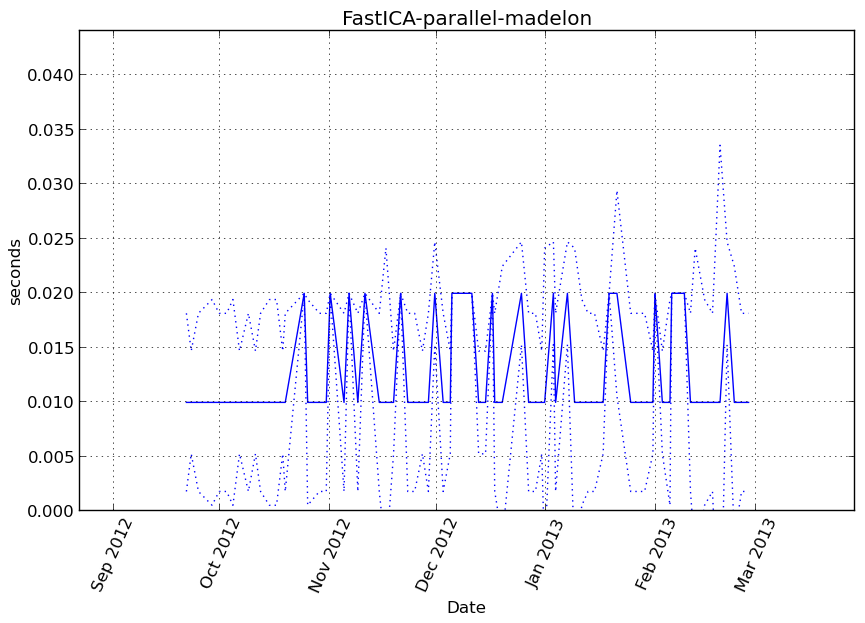 FastICA-parallel-madelon
0.040
0.035
0.030
0.025
0.020
0.015
0.010
0.005
0.000
seconds
Sep 2012
Oct 2012
Nov 2012
Dec 2012
Jan 2013
Feb 2013
Mar 2013
Date